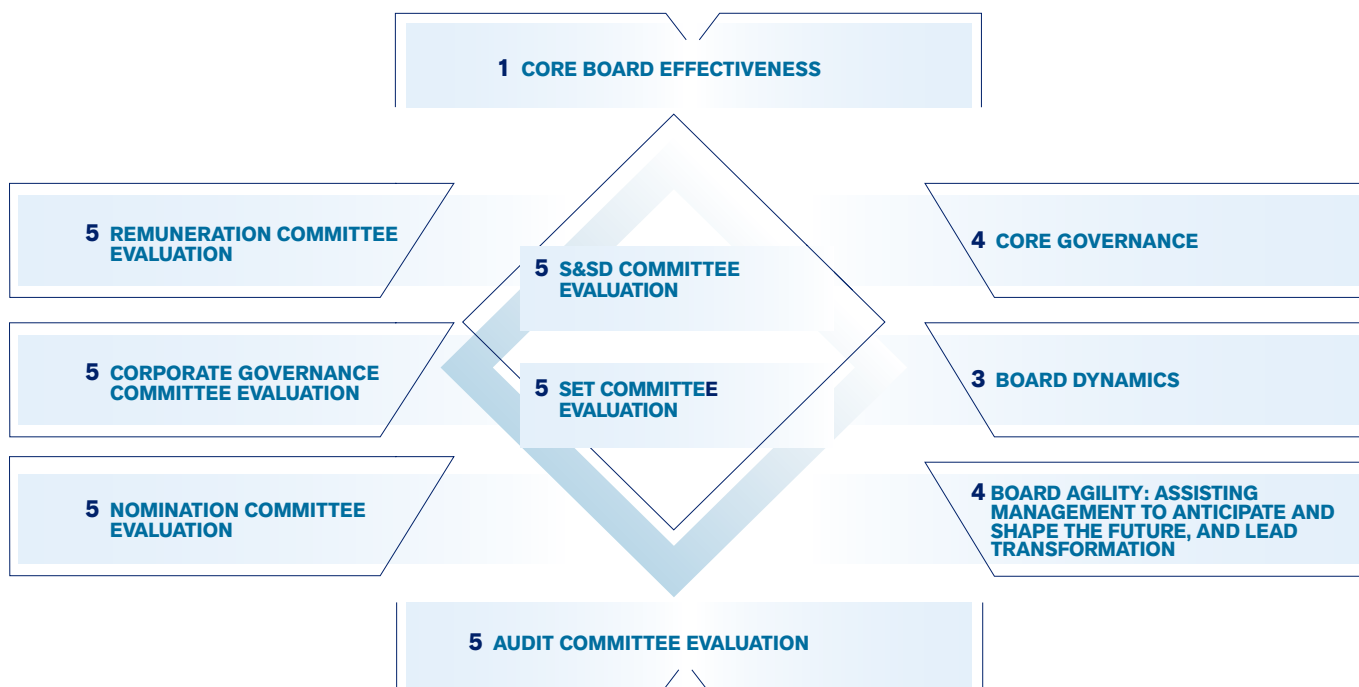 1 CORE BOARD EFFECTIVENESS
5 REMUNERATION COMMITTEE
EVALUATION
5 S&SD COMMITTEE
EVALUATION
4 CORE GOVERNANCE
5 CORPORATE GOVERNANCE
COMMITTEE EVALUATION
5 SET COMMITTEE
EVALUATION
3 BOARD DYNAMICS
5 NOMINATION COMMITTEE
EVALUATION
4 BOARD AGILITY: ASSISTING
MANAGEMENT TO ANTICIPATE AND
SHAPE THE FUTURE, AND LEAD
TRANSFORMATION
5 AUDIT COMMITTEE EVALUATION